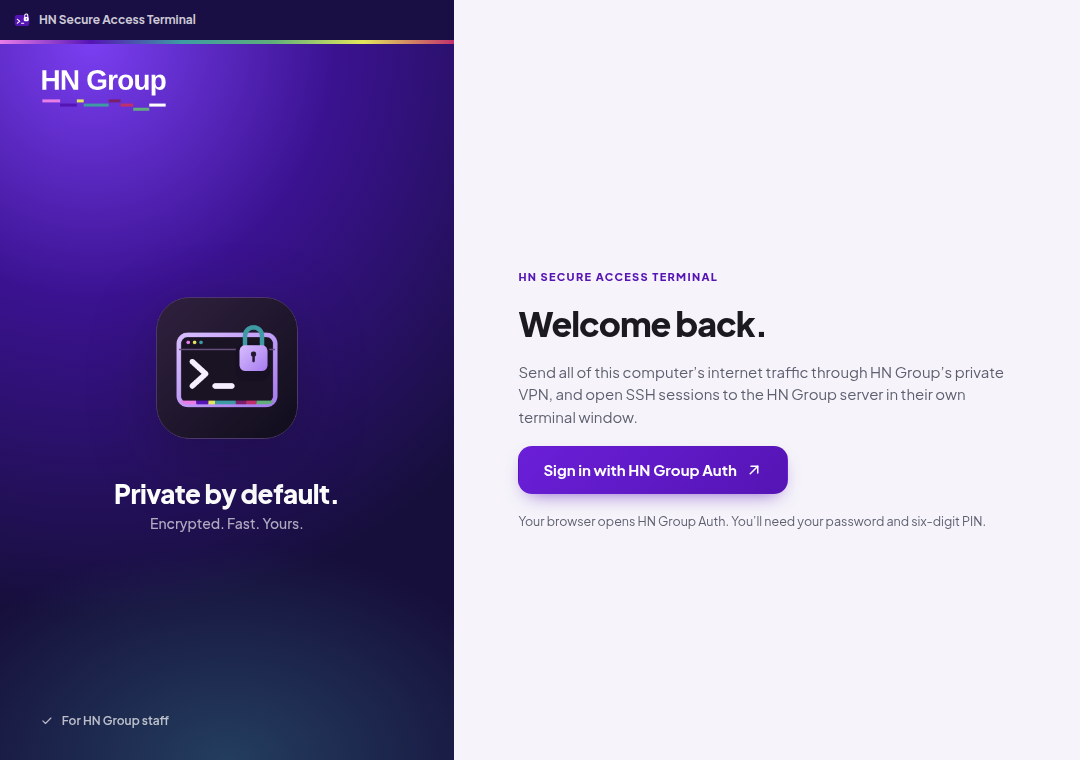 HN Secure Access Terminal
HN Group
Private by default.
Encrypted. Fast. Yours.
For HN Group staff
HN SECURE ACCESS TERMINAL
Welcome back.
Send all of this computer's internet traffic through HN Group's private
VPN, and open SSH sessions to the HN Group server in their own
terminal window.
Sign in with HN Group Auth
Your browser opens HN Group Auth. You'll need your password and six-digit PIN.